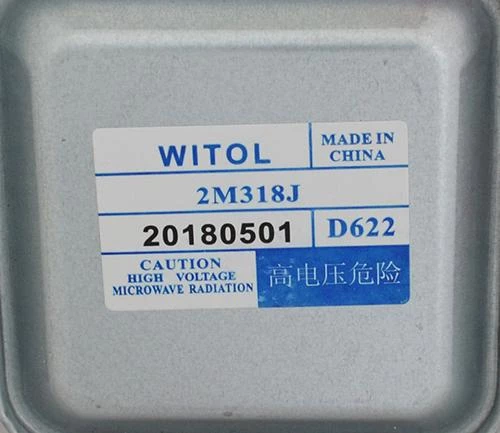 WITOL
MADE IN
CHINA
2M318J
20180501
D622
CAUTION
HIGH VOLTAGE
MICROWAVE RADIATION
高电压危险